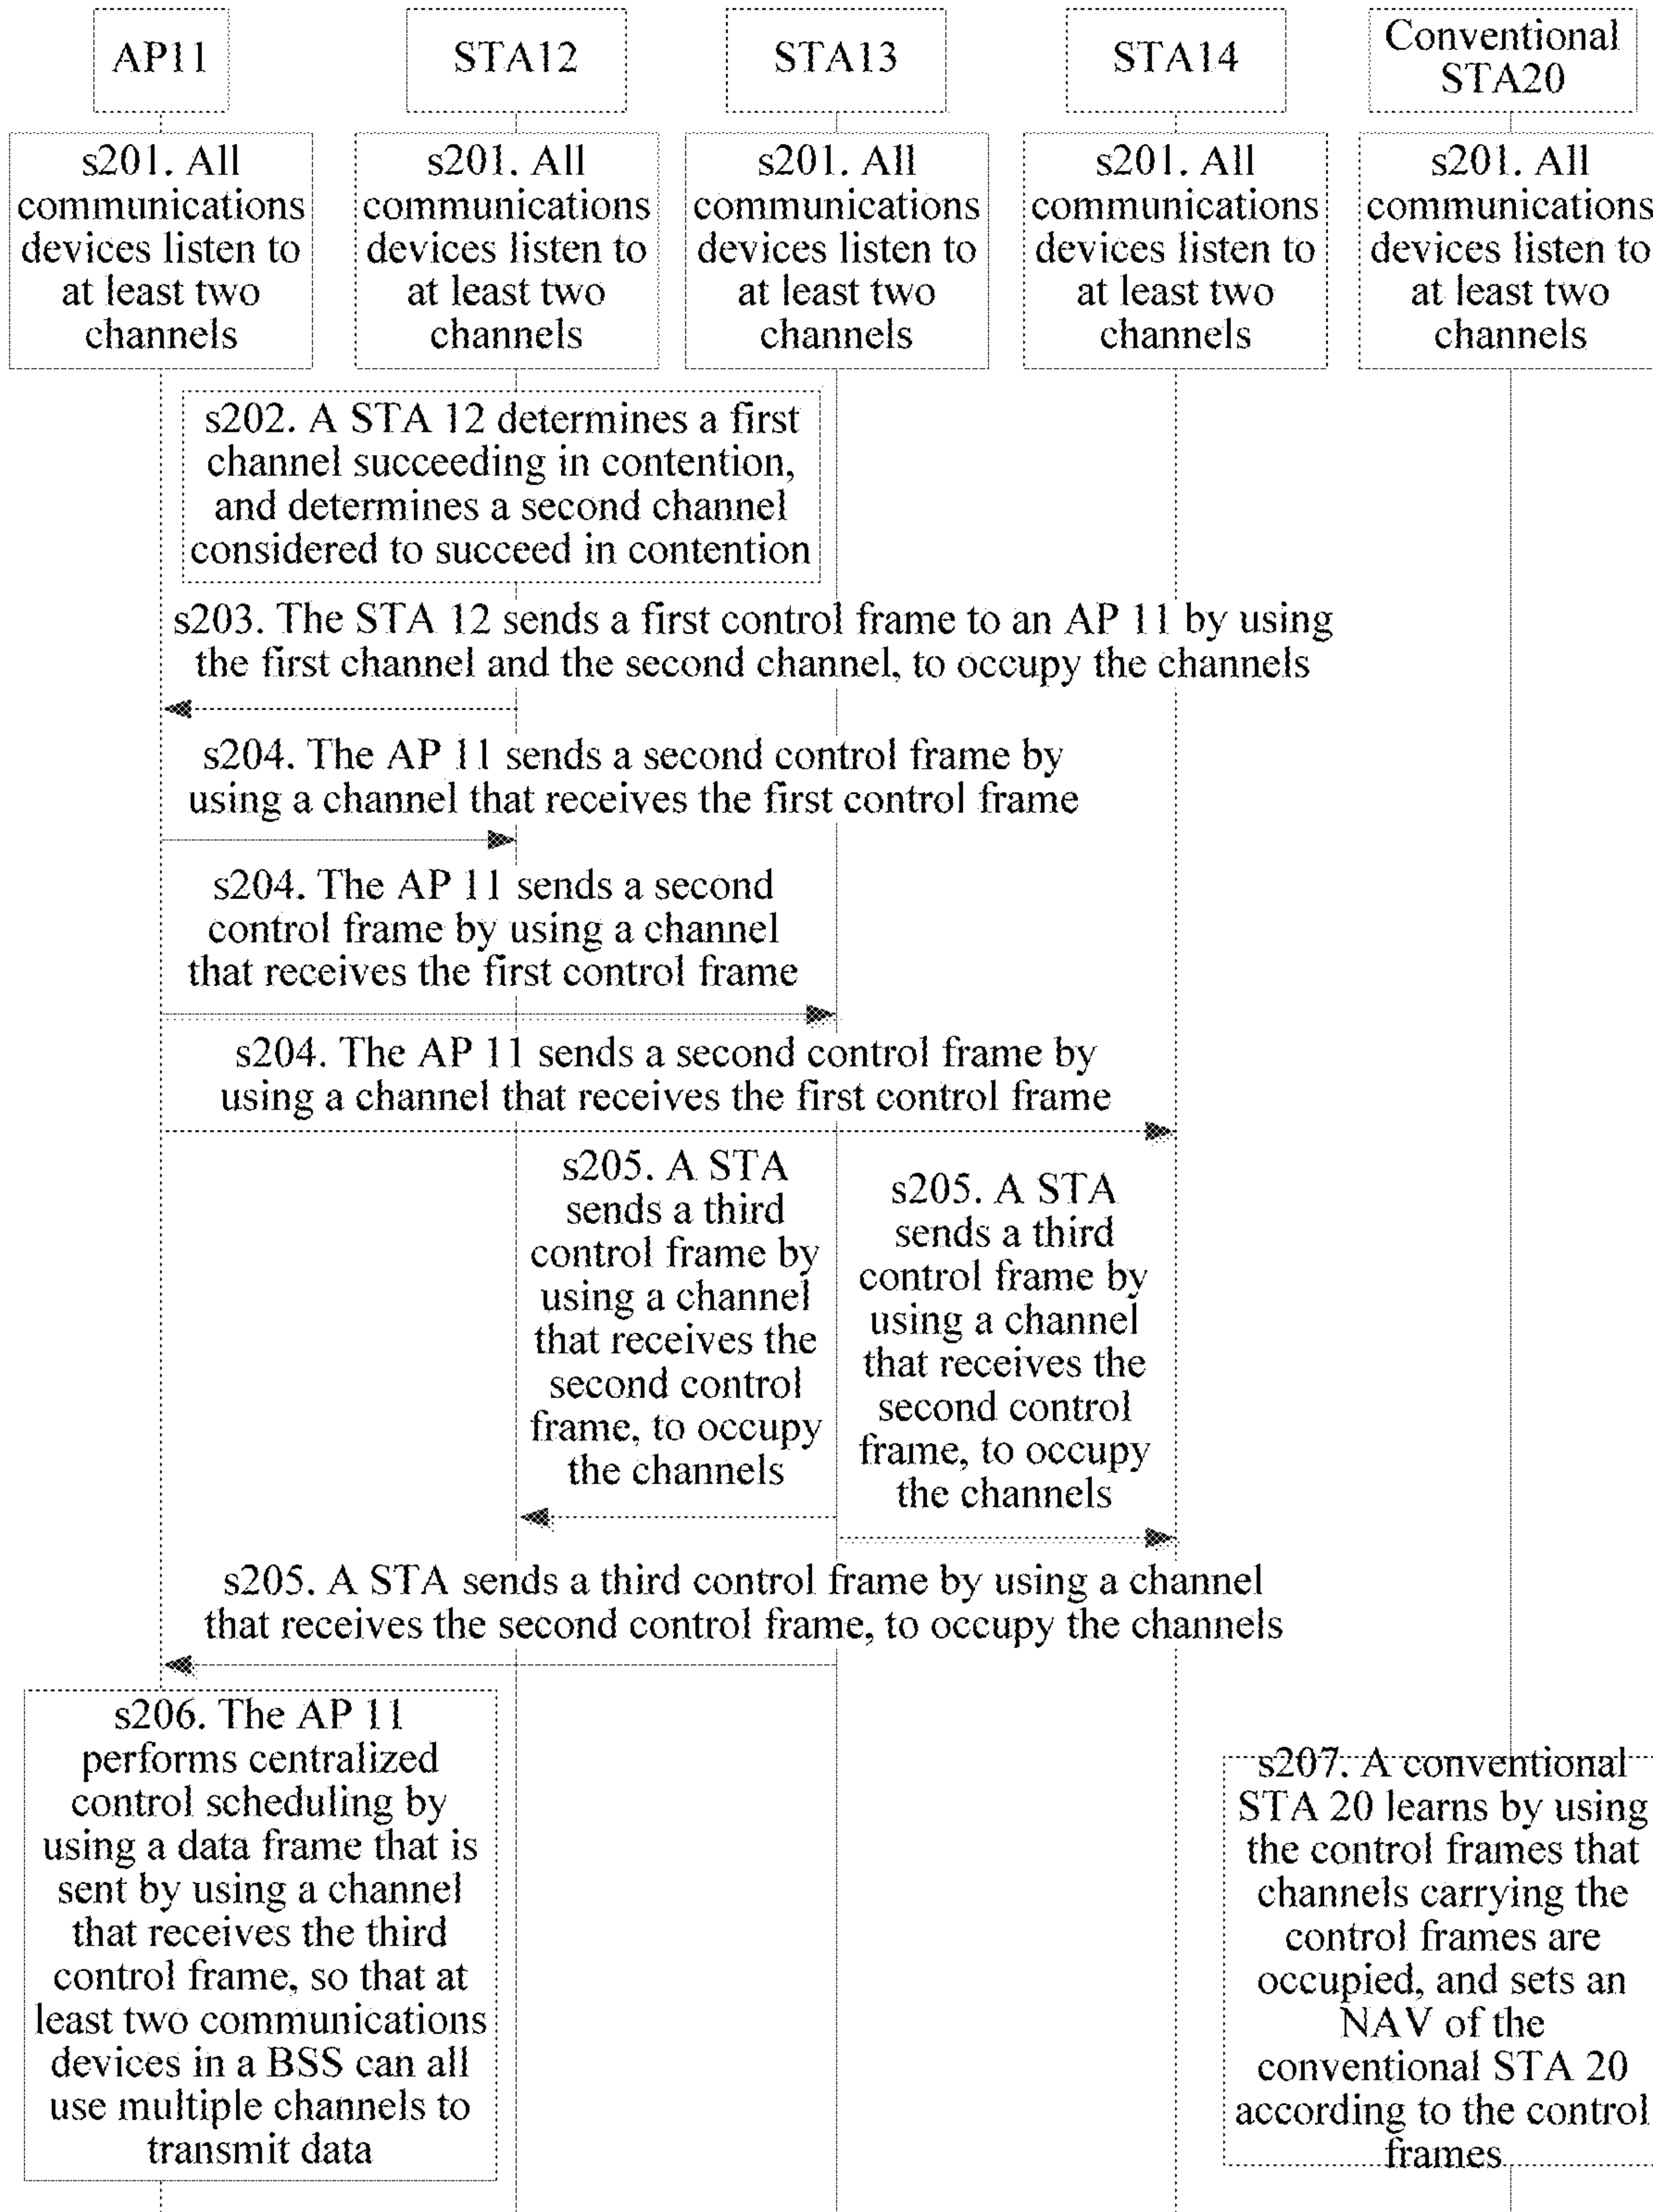 AP11
STA12
STA13
STA14
Conventional
STA20
s201. All
communications
devices listen to
at least two
channels
s201. All
communications
devices listen to
at least two
channels
s201. All
communications
devices listen to
at least two
channels
s201. All
communications
devices listen to
at least two
channels
s201. All
communications
devices listen to
at least two
channels
s202. A STA 12 determines a first
channel succeeding in contention,
and determines a second channel
considered to succeed in contention
s203. The STA 12 sends a first control frame to an AP 11 by using
the first channel and the second channel, to occupy the channels
s204. The AP 11 sends a second control frame by
using a channel that receives the first control frame
s204. The AP 11 sends a second
control frame by using a channel
that receives the first control frame
s204. The AP 11 sends a second control frame by
using a channel that receives the first control frame
s205. A STA
sends a third
control frame by
using a channel
that receives the
second control
frame, to occupy
the channels
s205. A STA
sends a third
control frame by
using a channel
that receives the
second control
frame, to occupy
the channels
s205. A STA sends a third control frame by using a channel
that receives the second control frame, to occupy the channels
s206. The AP 11
performs centralized
control scheduling by
using a data frame that is
sent by using a channel
that receives the third
control frame, so that at
least two communications
devices in a BSS can all
use multiple channels to
transmit data
s207. A conventional
STA 20 learns by using
the control frames that
channels carrying the
control frames are
occupied, and sets an
NAV of the
conventional STA 20
according to the control
frames